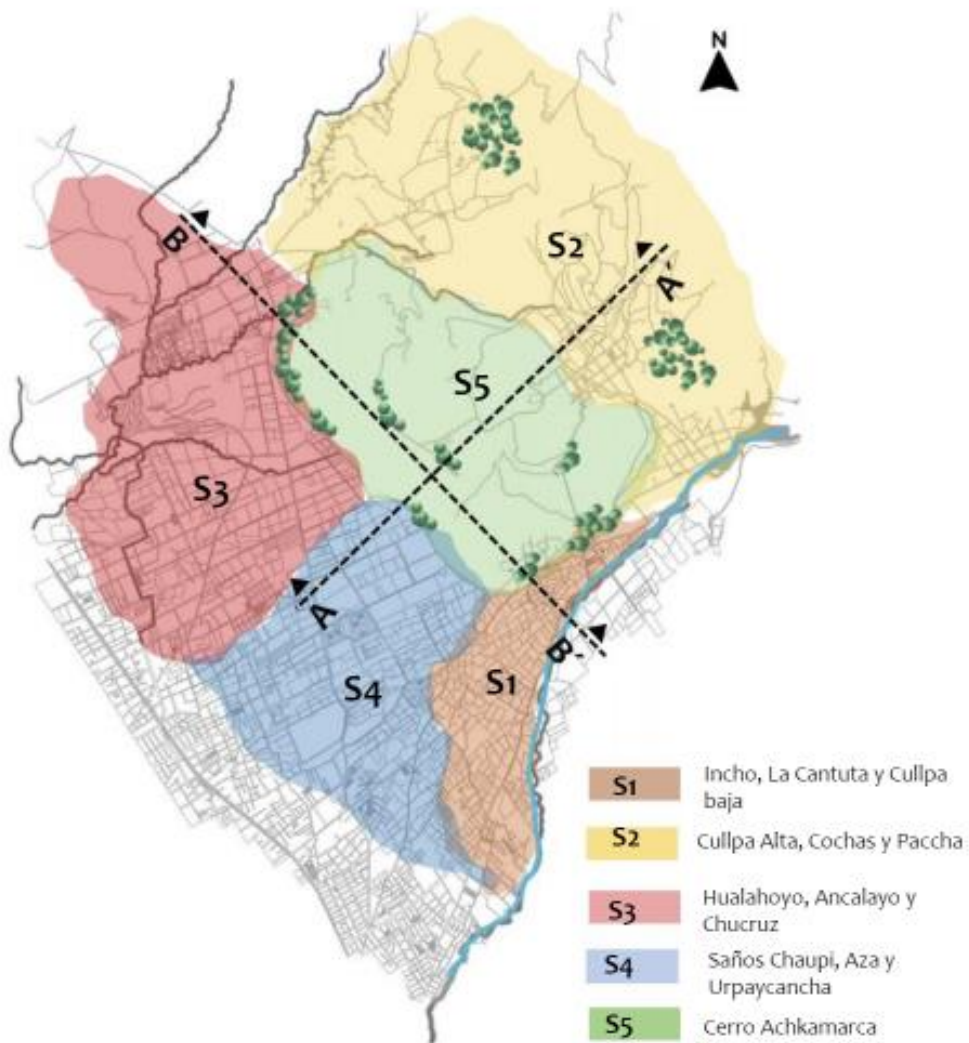 N
S2
B
A´
S5
S3
A
B´
S4
S1
S1 Incho, La Cantuta y Cullpa
baja
S2 Cullpa Alta, Cochas y Paccha
S3 Hualahoyo, Ancalayo y
Chucruz
S4 Saños Chaupi, Aza y
Urpaycancha
S5 Cerro Achkamarca